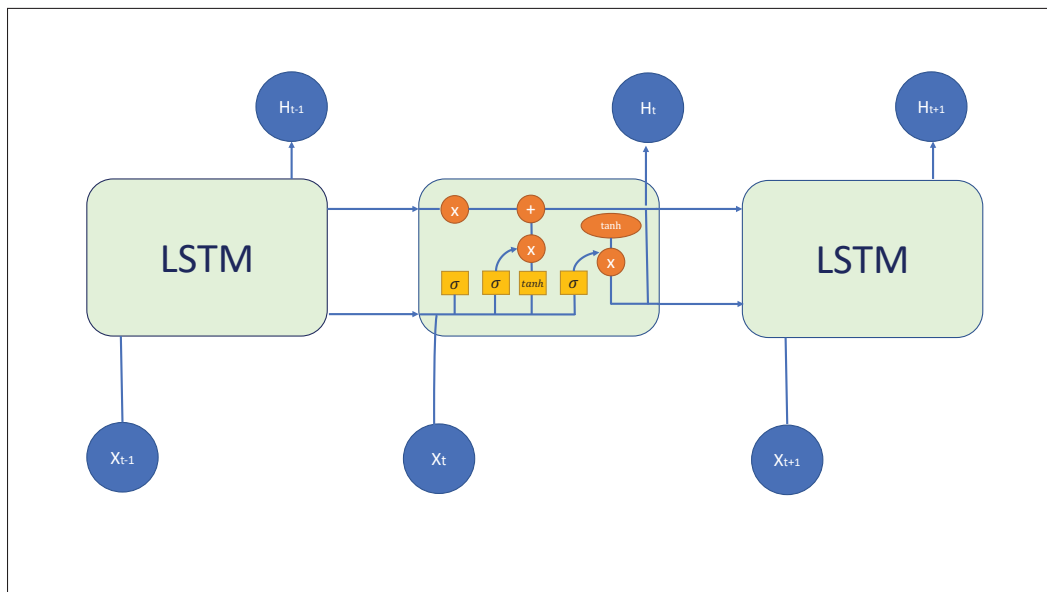 Ht-1
Ht
Ht+1
LSTM
x
+
tanh
x
x
σ
σ
tanh
σ
LSTM
Xt-1
Xt
Xt+1